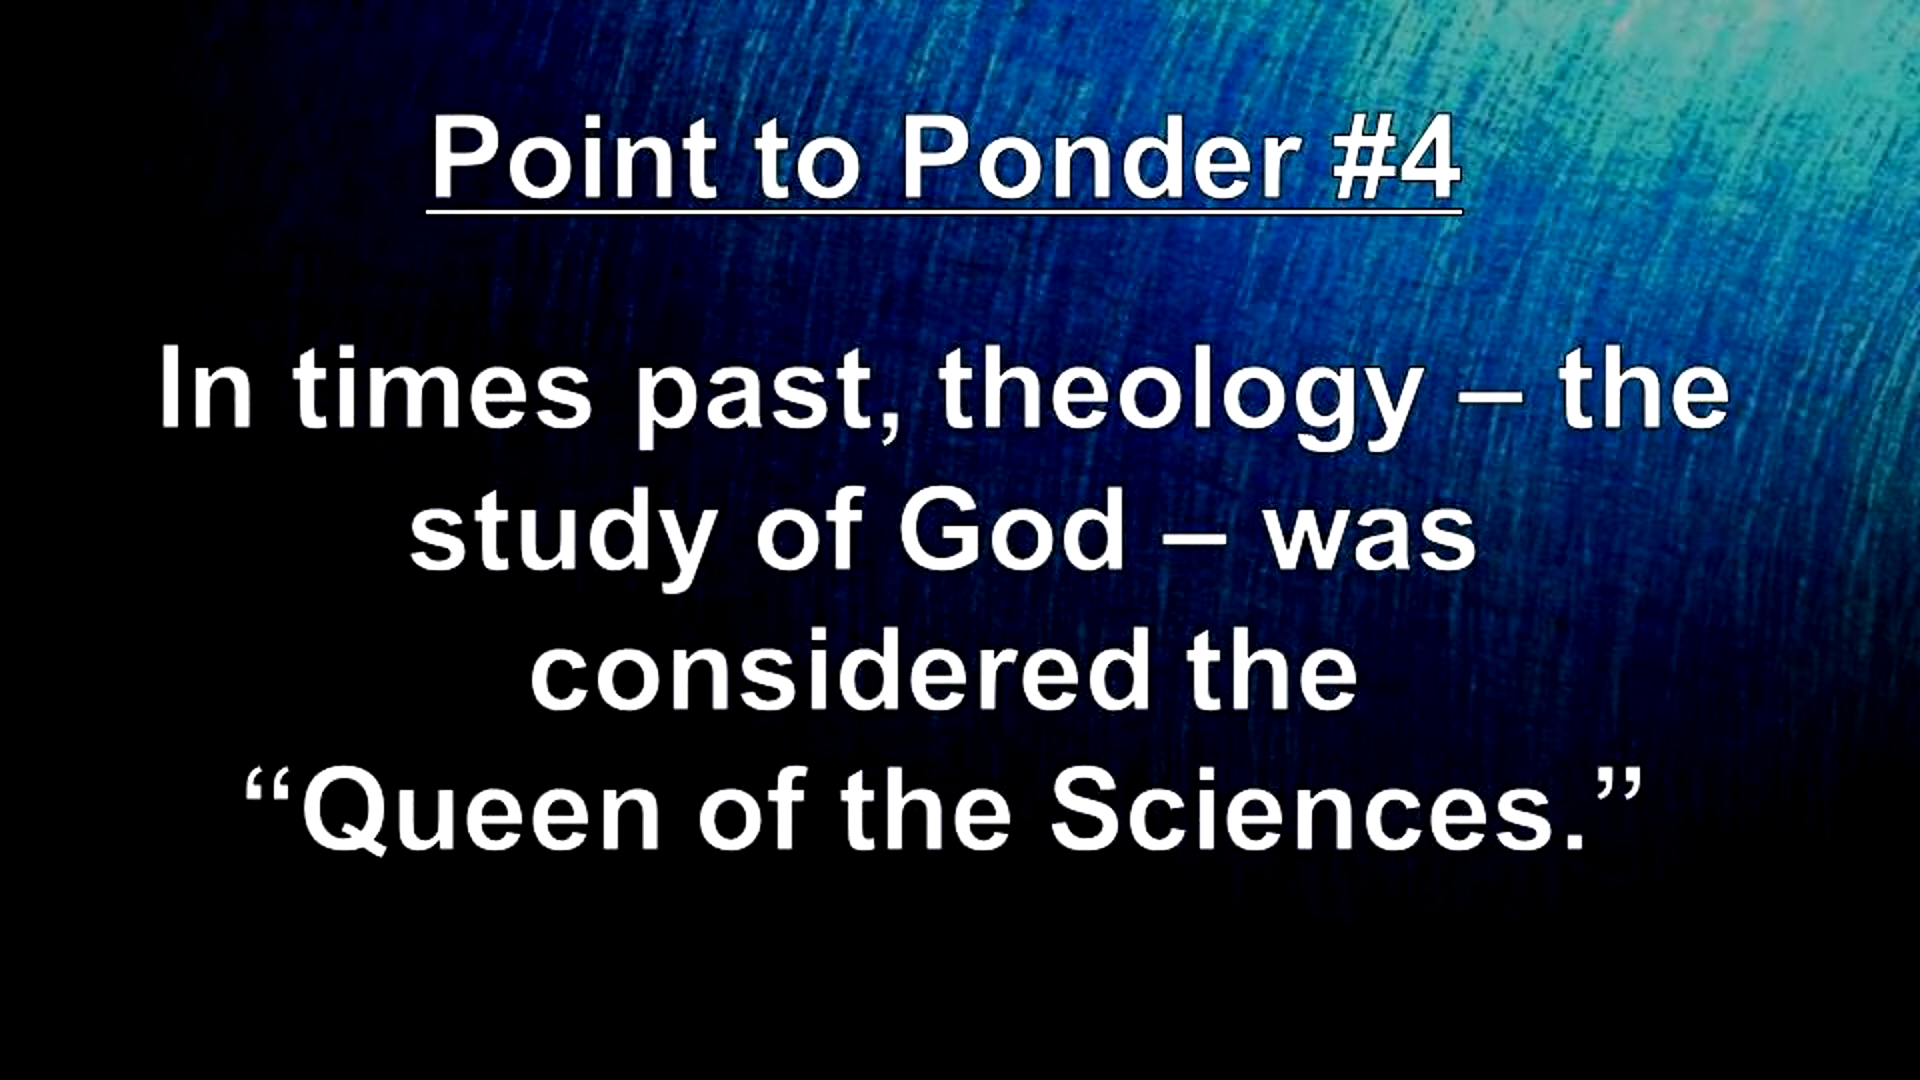 Point to Ponder #4
In times past, theology – the
study of God – was
considered the
“Queen of the Sciences.”